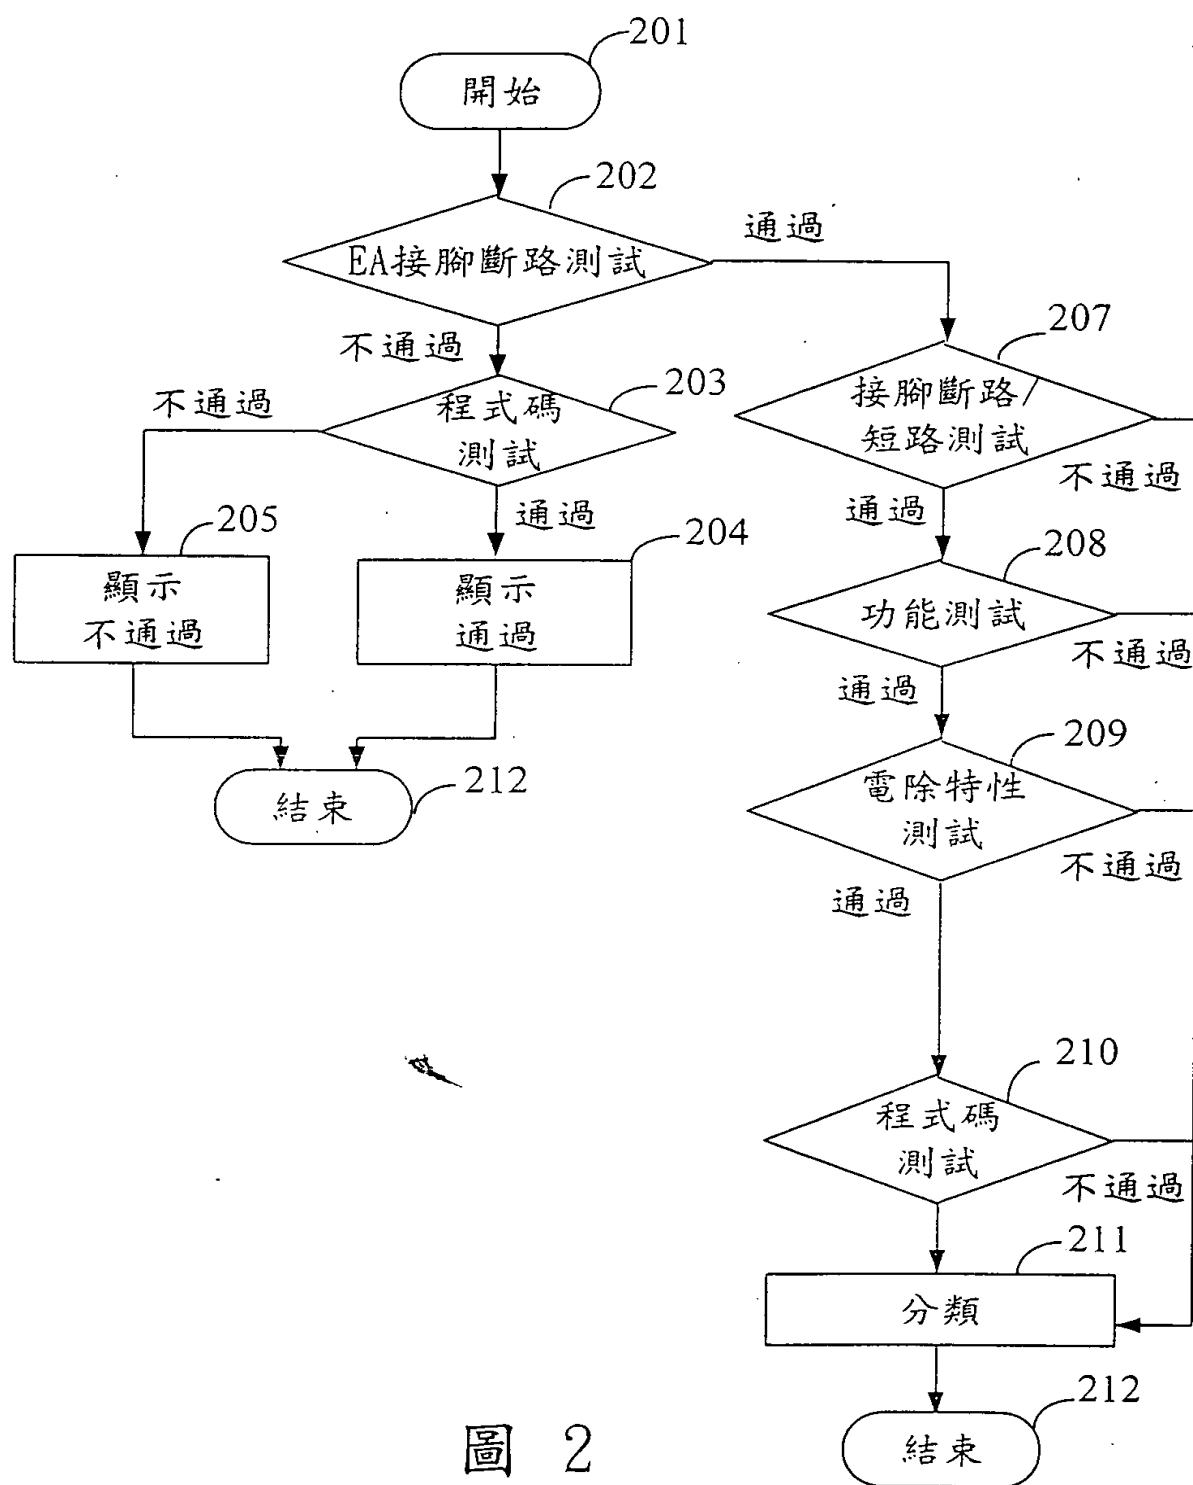 201
開始
202
EA接腳斷路測試
通過
不通過
203
程式碼
測試
不通過
通過
205
顯示
不通過
204
顯示
通過
212
結束
207
接腳斷路/
短路測試
不通過
通過
208
功能測試
不通過
通過
209
電除特性
測試
不通過
通過
210
程式碼
測試
不通過
211
分類
212
結束
圖 2